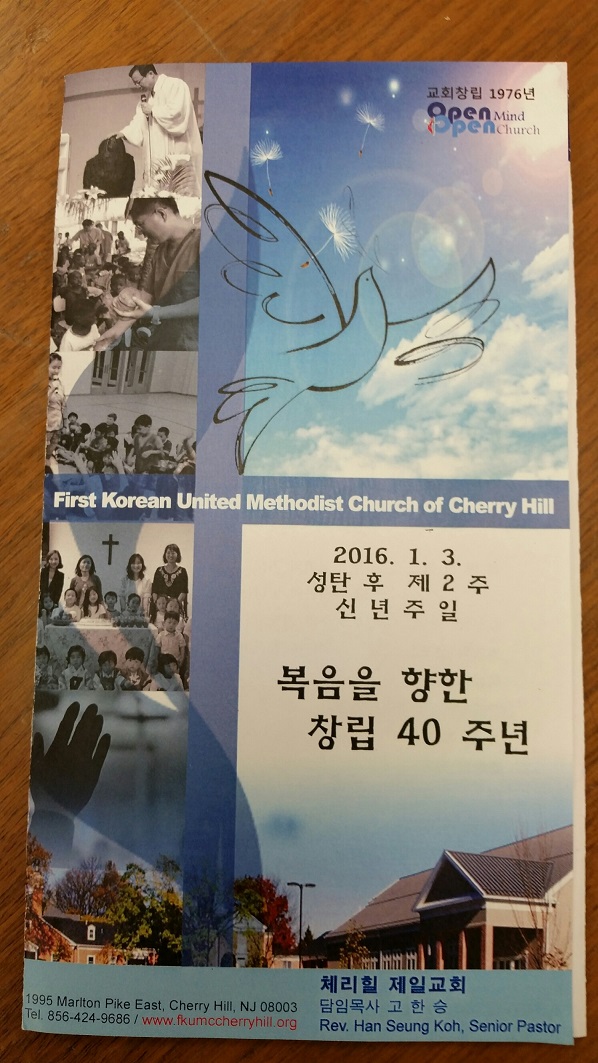 교회창립 1976년
Open Mind
Open Church
First Korean United Methodist Church of Cherry Hill
2016. 1. 3.
성탄 후 제 2 주
신 년 주 일
복음을 향한
창립 40 주년
체리힐 제일교회
담임목사 고 한 승
Rev. Han Seung Koh, Senior Pastor
1995 Marlton Pike East, Cherry Hill, NJ 08003
Tel. 856-424-9686 / www.fkumccherryhill.org